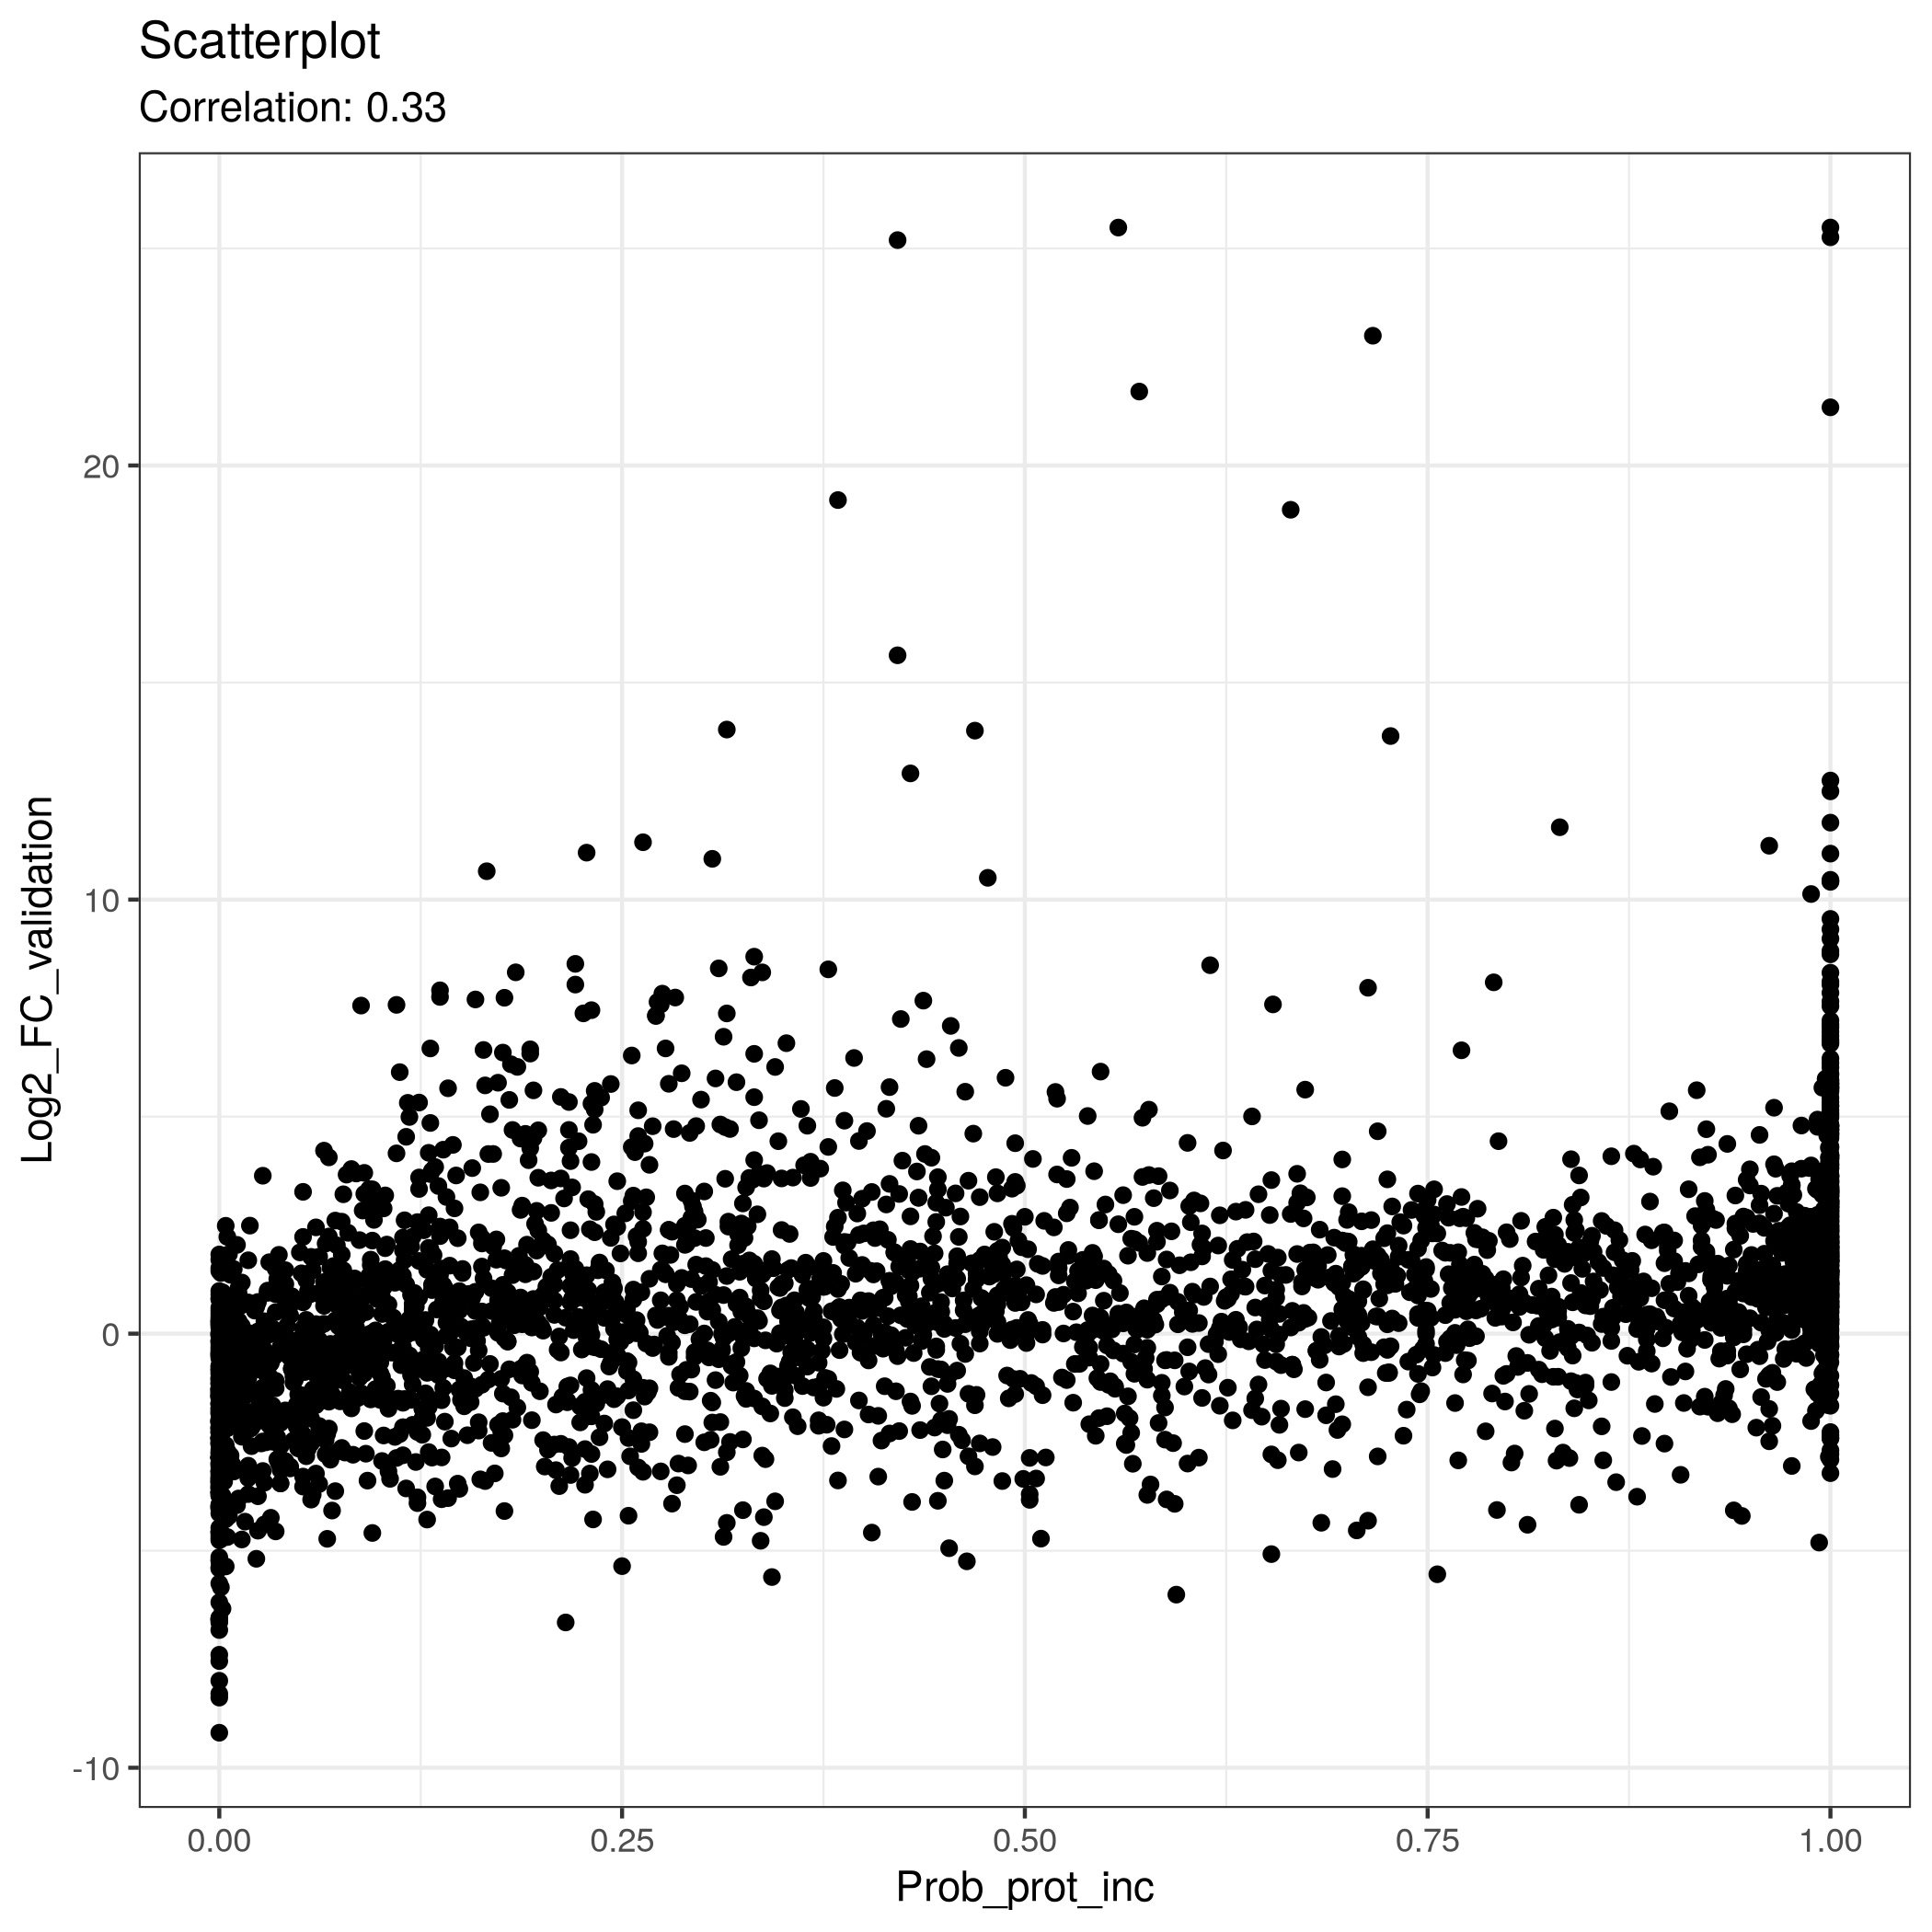 Scatterplot
Correlation: 0.33
20
10
0
-10
Log2_FC_validation
0.00 0.25 0.50 0.75 1.00
Prob_prot_inc